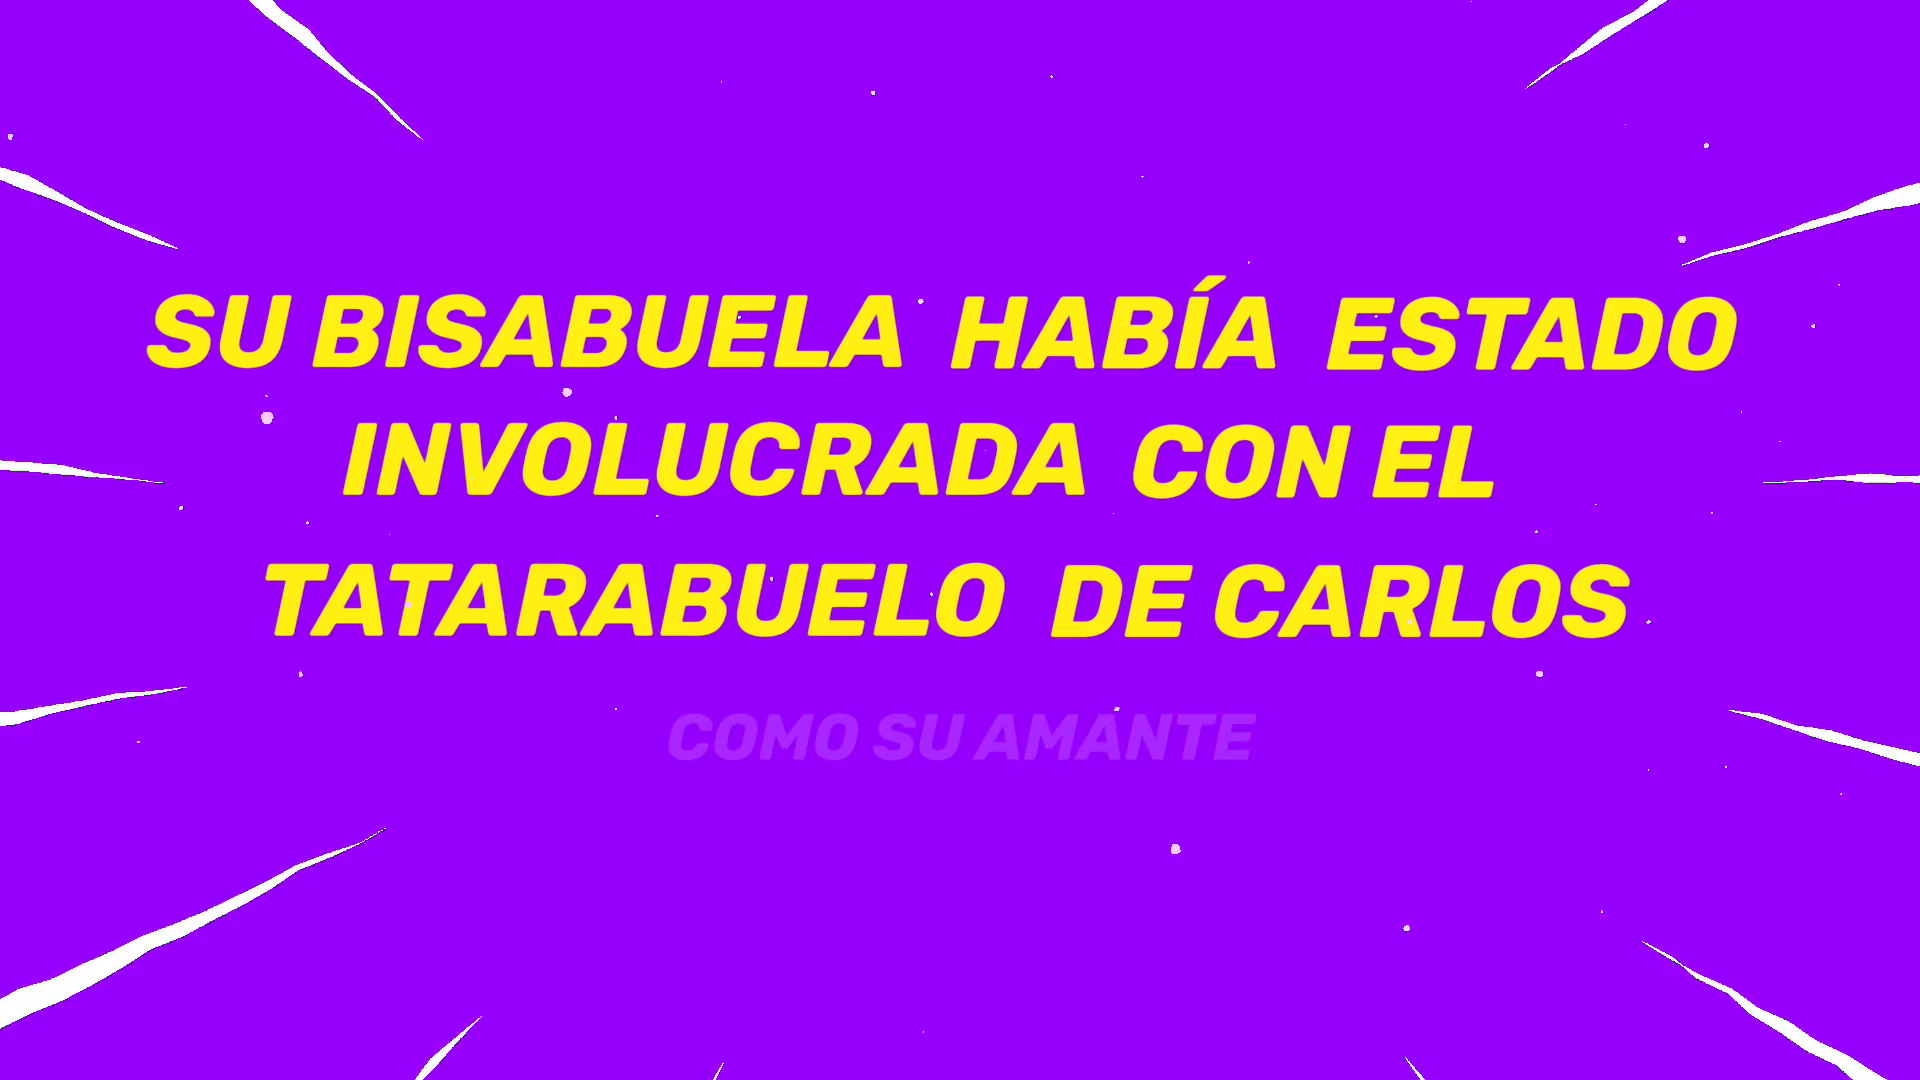 SU BISABUELA HABÍA ESTADO
INVOLUCRADA CON EL
TATARABUELO DE CARLOS
COMO SU AMANTE